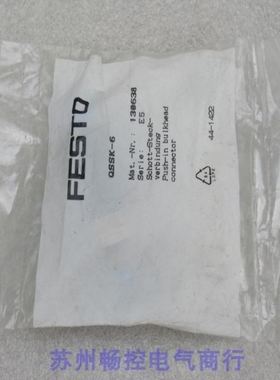 FESTO
QSSK-6
Mat.-Nr.: 130638
Serie: E5
Schott-Steck-
verbindung
Push-in bulkhead
connector
44-1422
苏州畅控电气商行